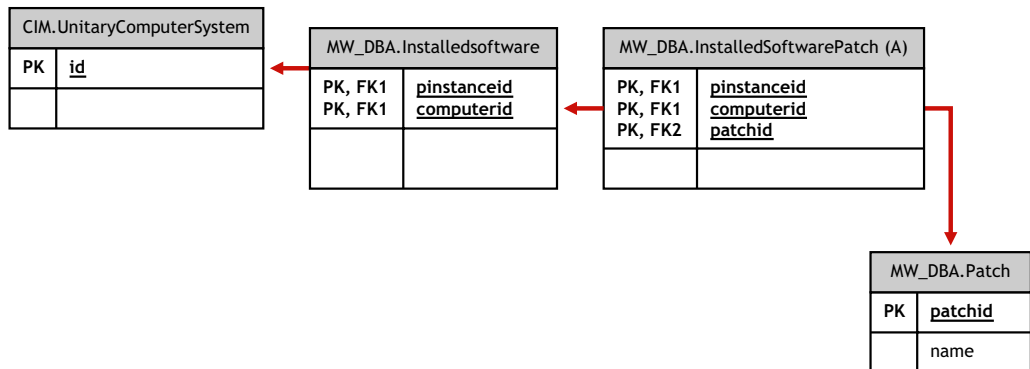 CIM.UnitaryComputerSystem
PK id
MW_DBA.Installedsoftware
PK, FK1 pinstanceid
PK, FK1 computerid
MW_DBA.InstalledSoftwarePatch (A)
PK, FK1 pinstanceid
PK, FK1 computerid
PK, FK2 patchid
MW_DBA.Patch
PK patchid
name